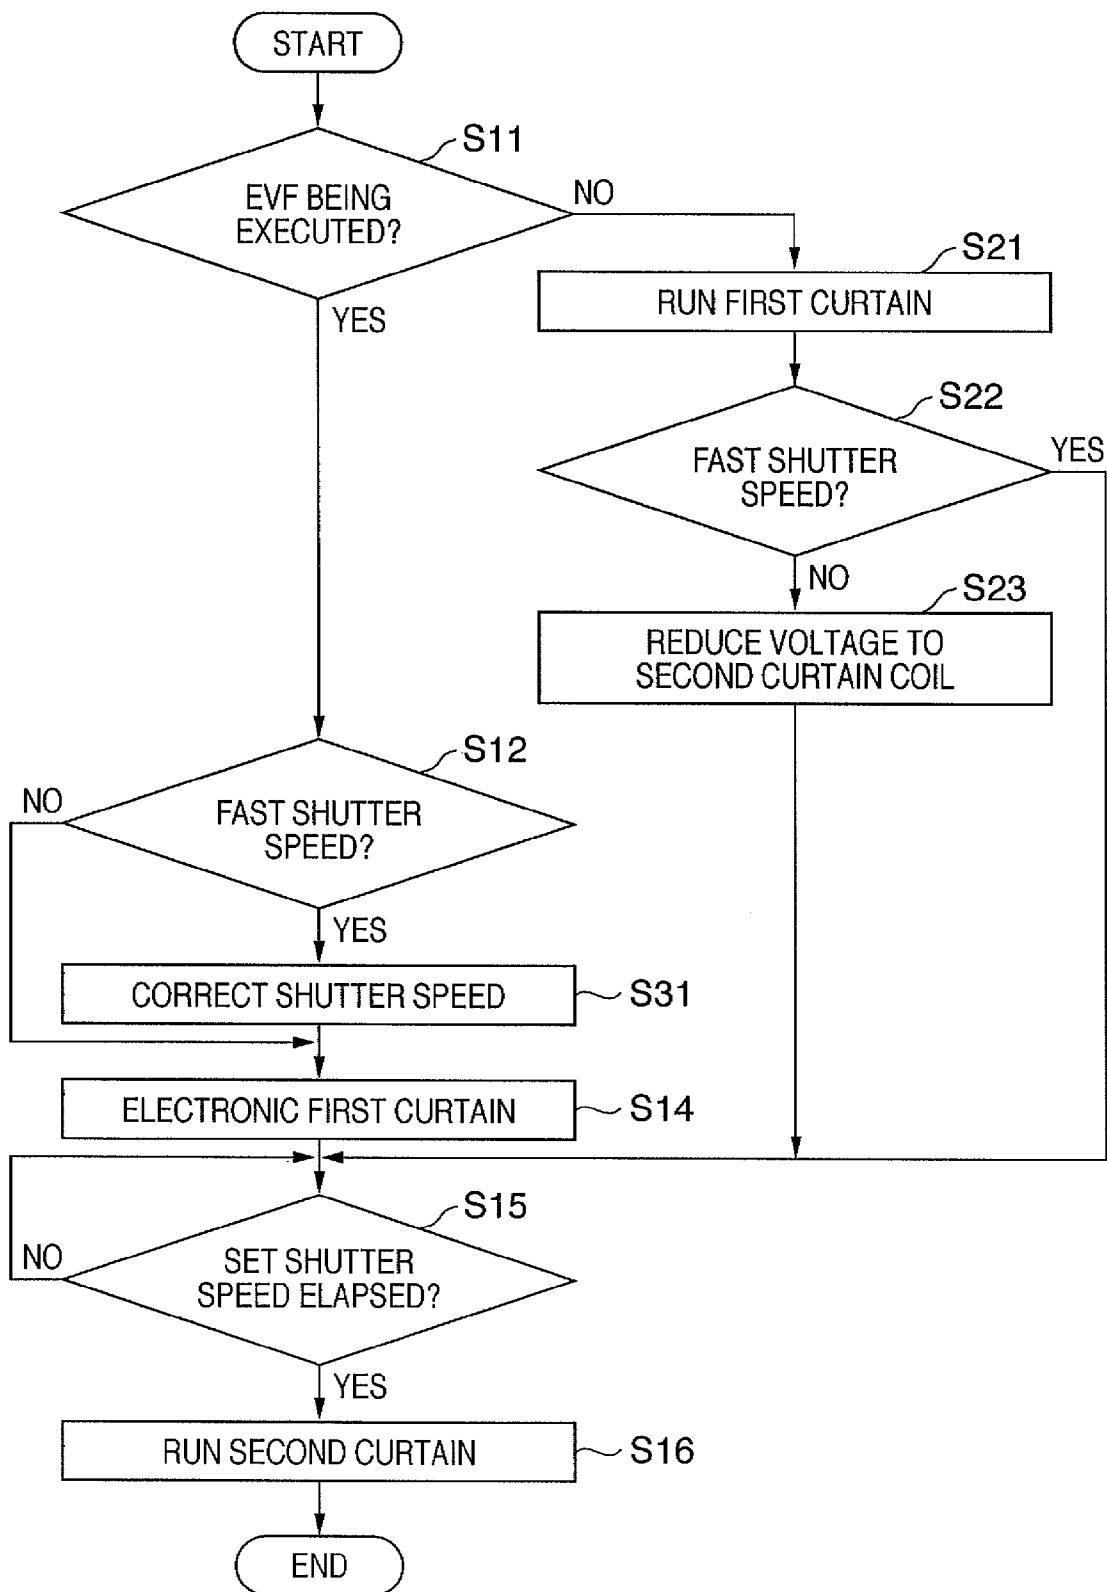 START
S11
EVF BEING
EXECUTED?
NO
YES
S21
RUN FIRST CURTAIN
S22
FAST SHUTTER
SPEED?
YES
NO
S23
REDUCE VOLTAGE TO
SECOND CURTAIN COIL
S12
FAST SHUTTER
SPEED?
NO
YES
CORRECT SHUTTER SPEED
S31
ELECTRONIC FIRST CURTAIN
S14
S15
SET SHUTTER
SPEED ELAPSED?
NO
YES
RUN SECOND CURTAIN
S16
END